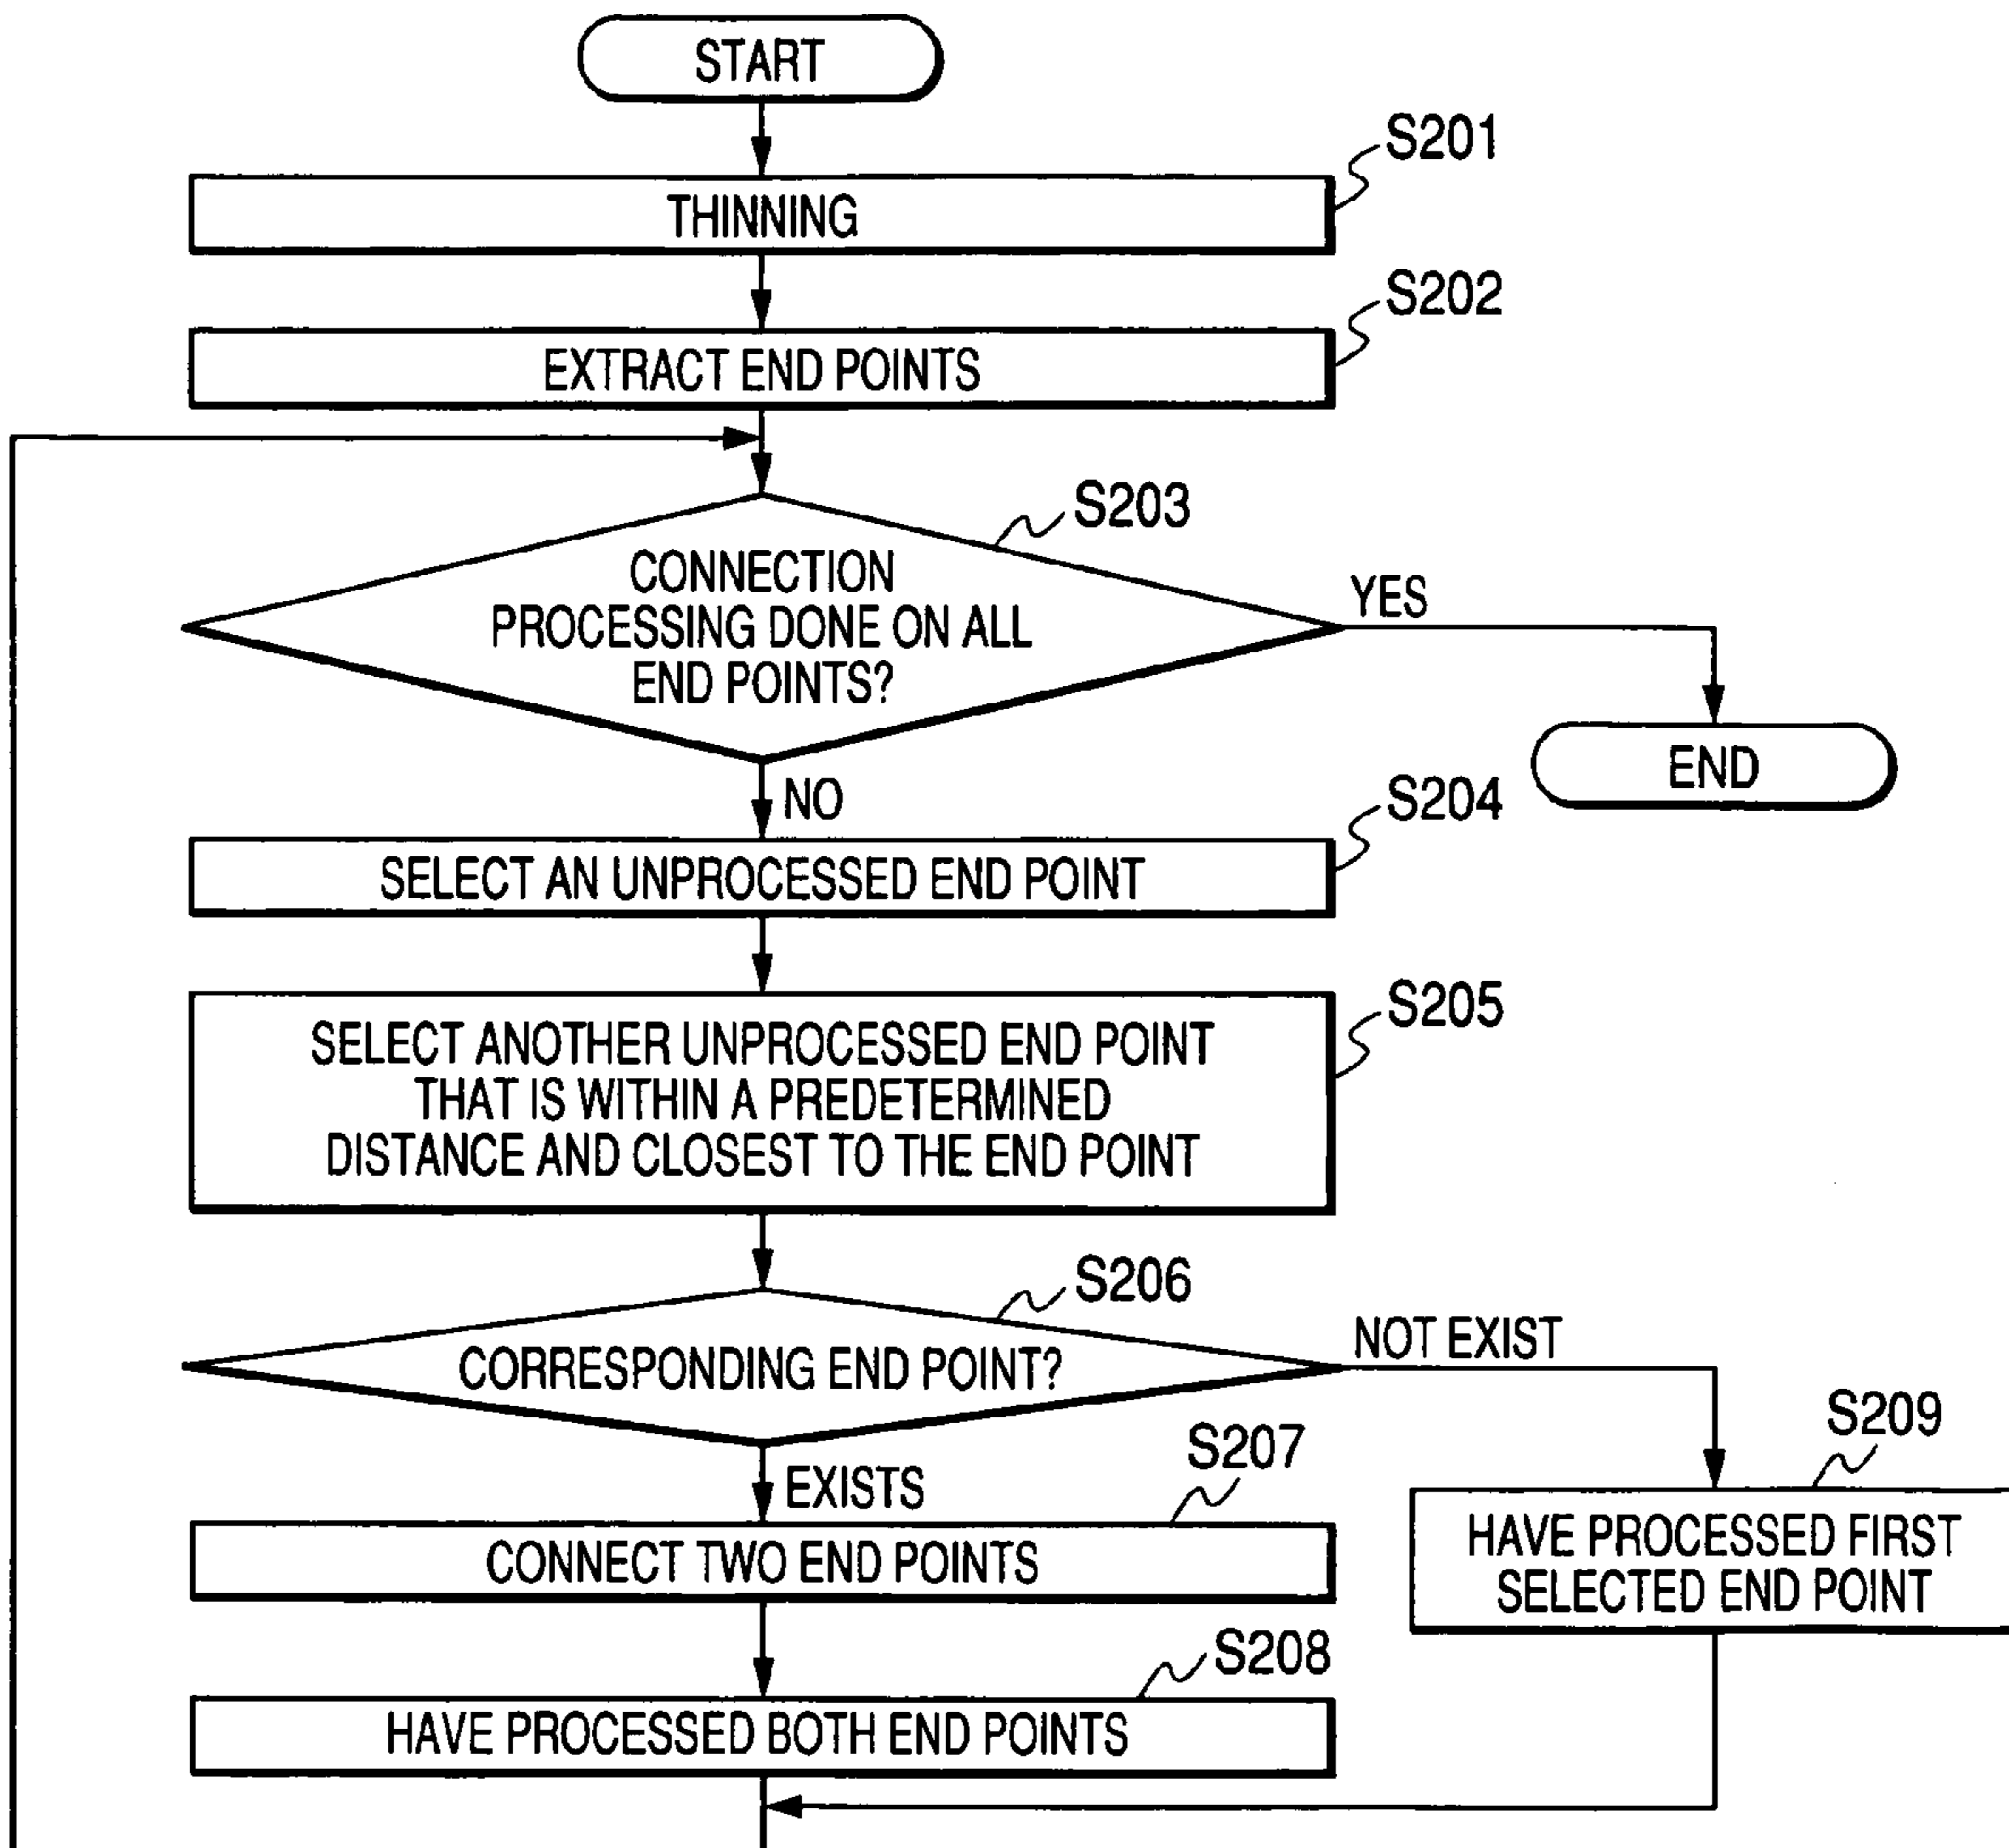 START
S201
THINNING
S202
EXTRACT END POINTS
S203
CONNECTION
PROCESSING DONE ON ALL
END POINTS?
YES
END
NO
S204
SELECT AN UNPROCESSED END POINT
S205
SELECT ANOTHER UNPROCESSED END POINT
THAT IS WITHIN A PREDETERMINED
DISTANCE AND CLOSEST TO THE END POINT
S206
CORRESPONDING END POINT?
NOT EXIST
EXISTS
S207
CONNECT TWO END POINTS
S209
HAVE PROCESSED FIRST
SELECTED END POINT
S208
HAVE PROCESSED BOTH END POINTS